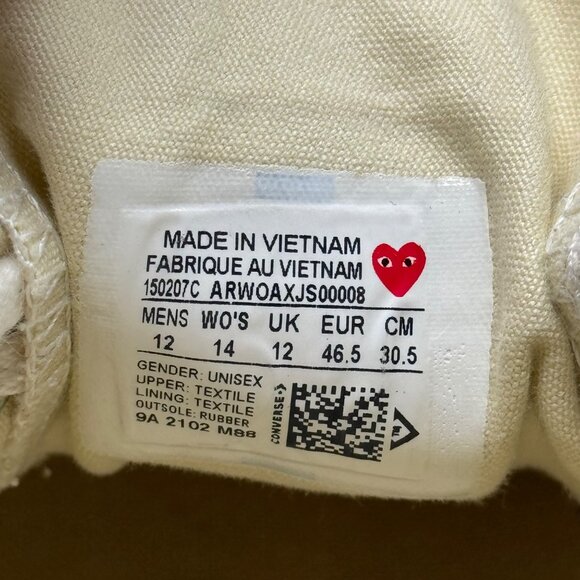 MADE IN VIETNAM
FABRIQUE AU VIETNAM
150207C ARWOAXJS00008
MENS WO'S UK EUR CM
12 14 12 46.5 30.5
GENDER: UNISEX
UPPER: TEXTILE
LINING: TEXTILE
OUTSOLE: RUBBER
9A 2102 M88
CONVERSE